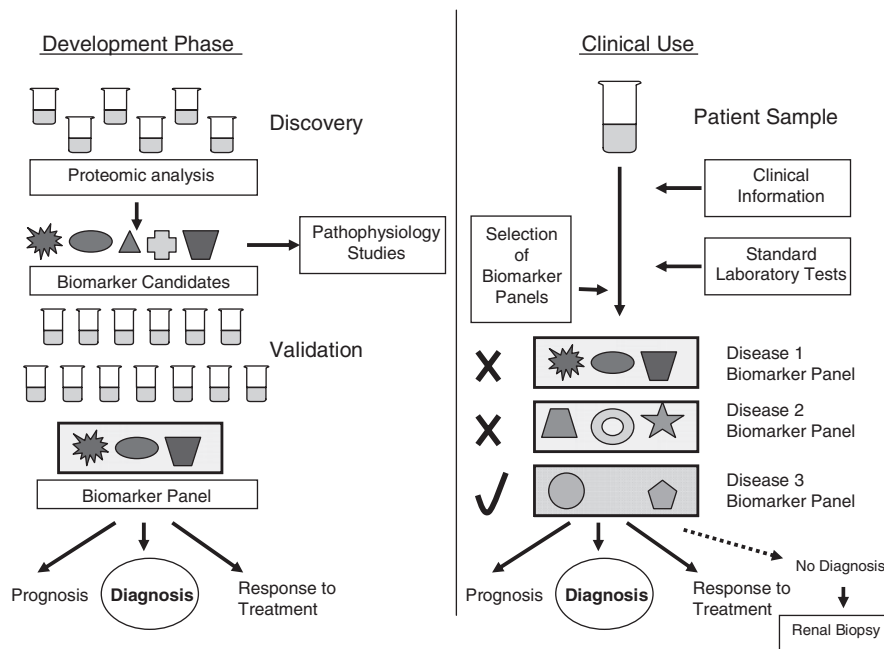 Development Phase
Discovery
Proteomic analysis
Pathophysiology
Studies
Biomarker Candidates
Validation
Biomarker Panel
Prognosis
Diagnosis
Response to
Treatment
Clinical Use
Patient Sample
Clinical
Information
Selection
of
Biomarker
Panels
Standard
Laboratory Tests
Disease 1
Biomarker Panel
Disease 2
Biomarker Panel
Disease 3
Biomarker Panel
Prognosis
Diagnosis
Response to
Treatment
No Diagnosis
Renal Biopsy